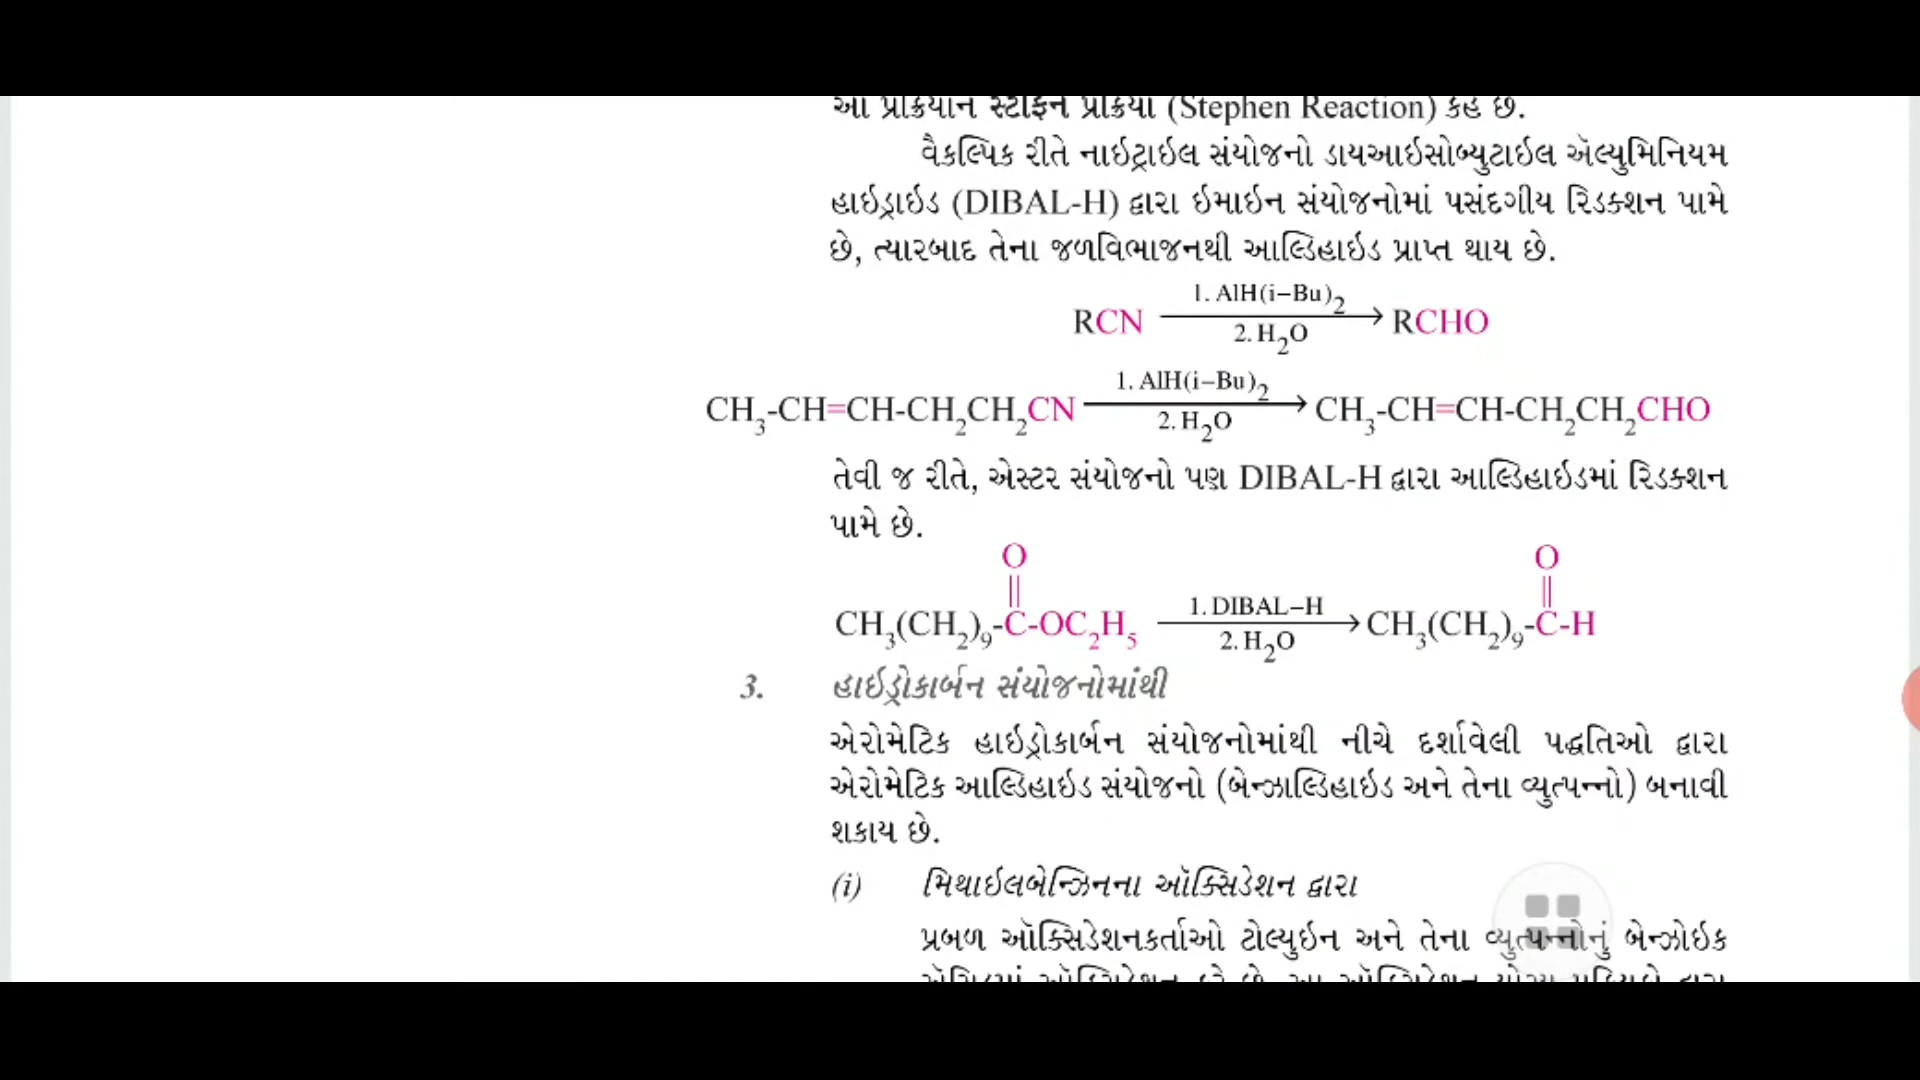 આ પ્રક્રિયાને સ્ટીફન પ્રક્રિયા (Stephen Reaction) કહે છે.
વૈકલ્પિક રીતે નાઇટ્રાઇલ સંયોજનો ડાયઆઇસોબ્યુટાઇલ ઍલ્યુમિનિયમ
હાઇડ્રાઇડ (DIBAL-H) દ્વારા ઇમાઇન સંયોજનોમાં પસંદગીય રિડક્શન પામે
છે, ત્યારબાદ તેના જળવિભાજનથી આલ્ડિહાઇડ પ્રાપ્ત થાય છે.
1. AlH(i–Bu)₂
RCN → RCHO
2. H₂O
1. AlH(i–Bu)₂
CH₃-CH=CH-CH₂CH₂CN → CH₃-CH=CH-CH₂CH₂CHO
2. H₂O
તેવી જ રીતે, એસ્ટર સંયોજનો પણ DIBAL-H દ્વારા આલ્ડિહાઇડમાં રિડક્શન
પામે છે.
O O
1. DIBAL–H
CH₃(CH₂)₉-C-OC₂H₅ → CH₃(CH₂)₉-C-H
2. H₂O
3. હાઇડ્રોકાર્બન સંયોજનોમાંથી
એરોમેટિક હાઇડ્રોકાર્બન સંયોજનોમાંથી નીચે દર્શાવેલી પદ્ધતિઓ દ્વારા
એરોમેટિક આલ્ડિહાઇડ સંયોજનો (બેન્ઝાલ્ડિહાઇડ અને તેના વ્યુત્પન્નો) બનાવી
શકાય છે.
(i) મિથાઇલબેન્ઝિનના ઑક્સિડેશન દ્વારા
પ્રબળ ઑક્સિડેશનકર્તાઓ ટોલ્યુઇન અને તેના વ્યુત્પન્નોનું બેન્ઝોઇક